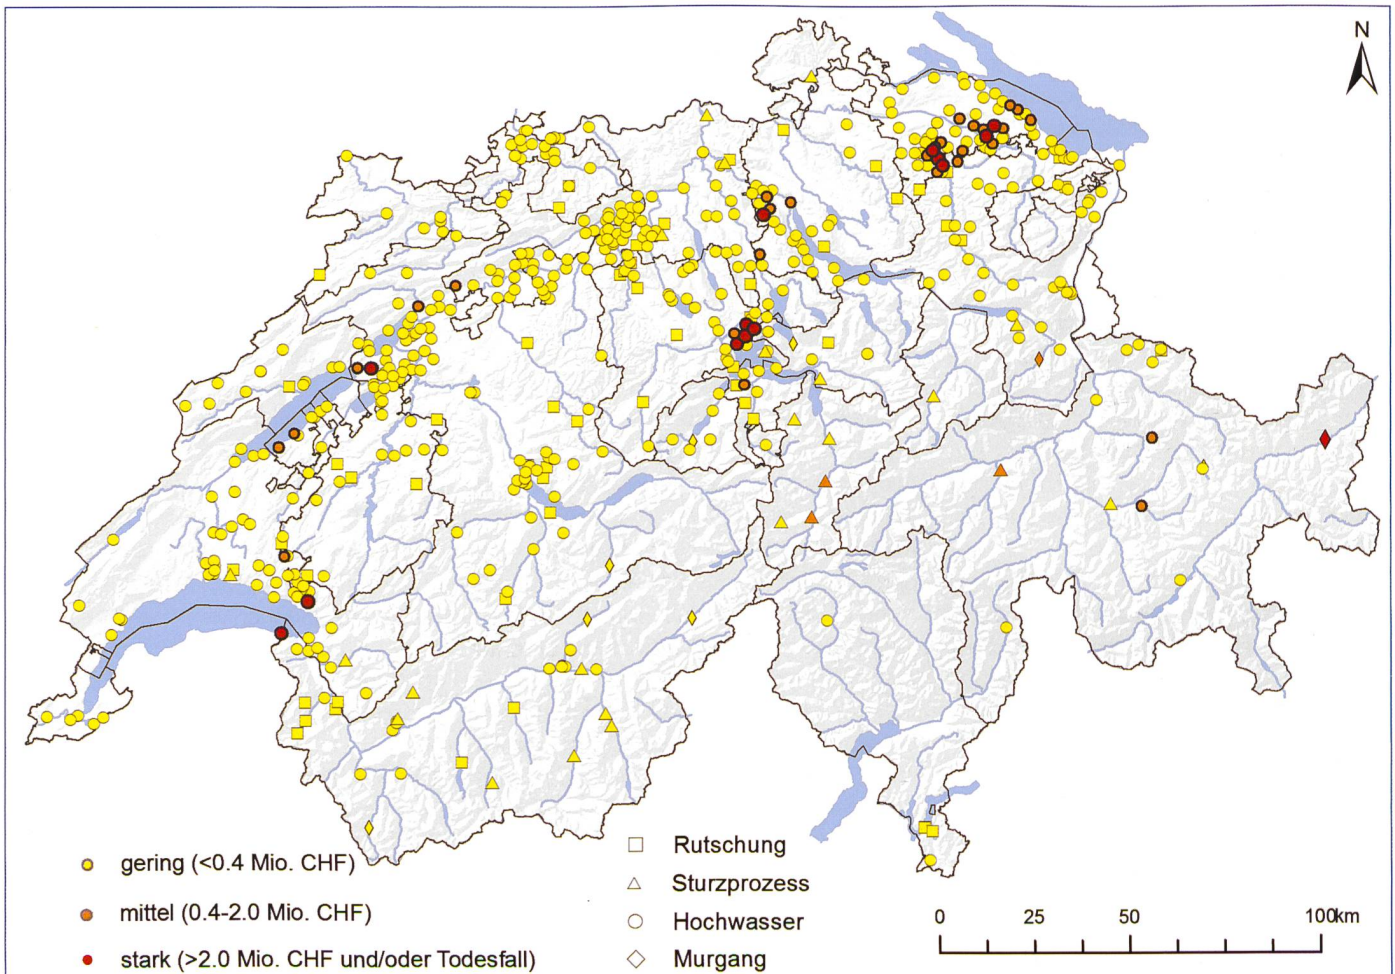 N
gering (<0.4 Mio. CHF)
mittel (0.4-2.0 Mio. CHF)
stark (>2.0 Mio. CHF und/oder Todesfall)
Rutschung
Sturzprozess
Hochwasser
Murgang
0 25 50 100km